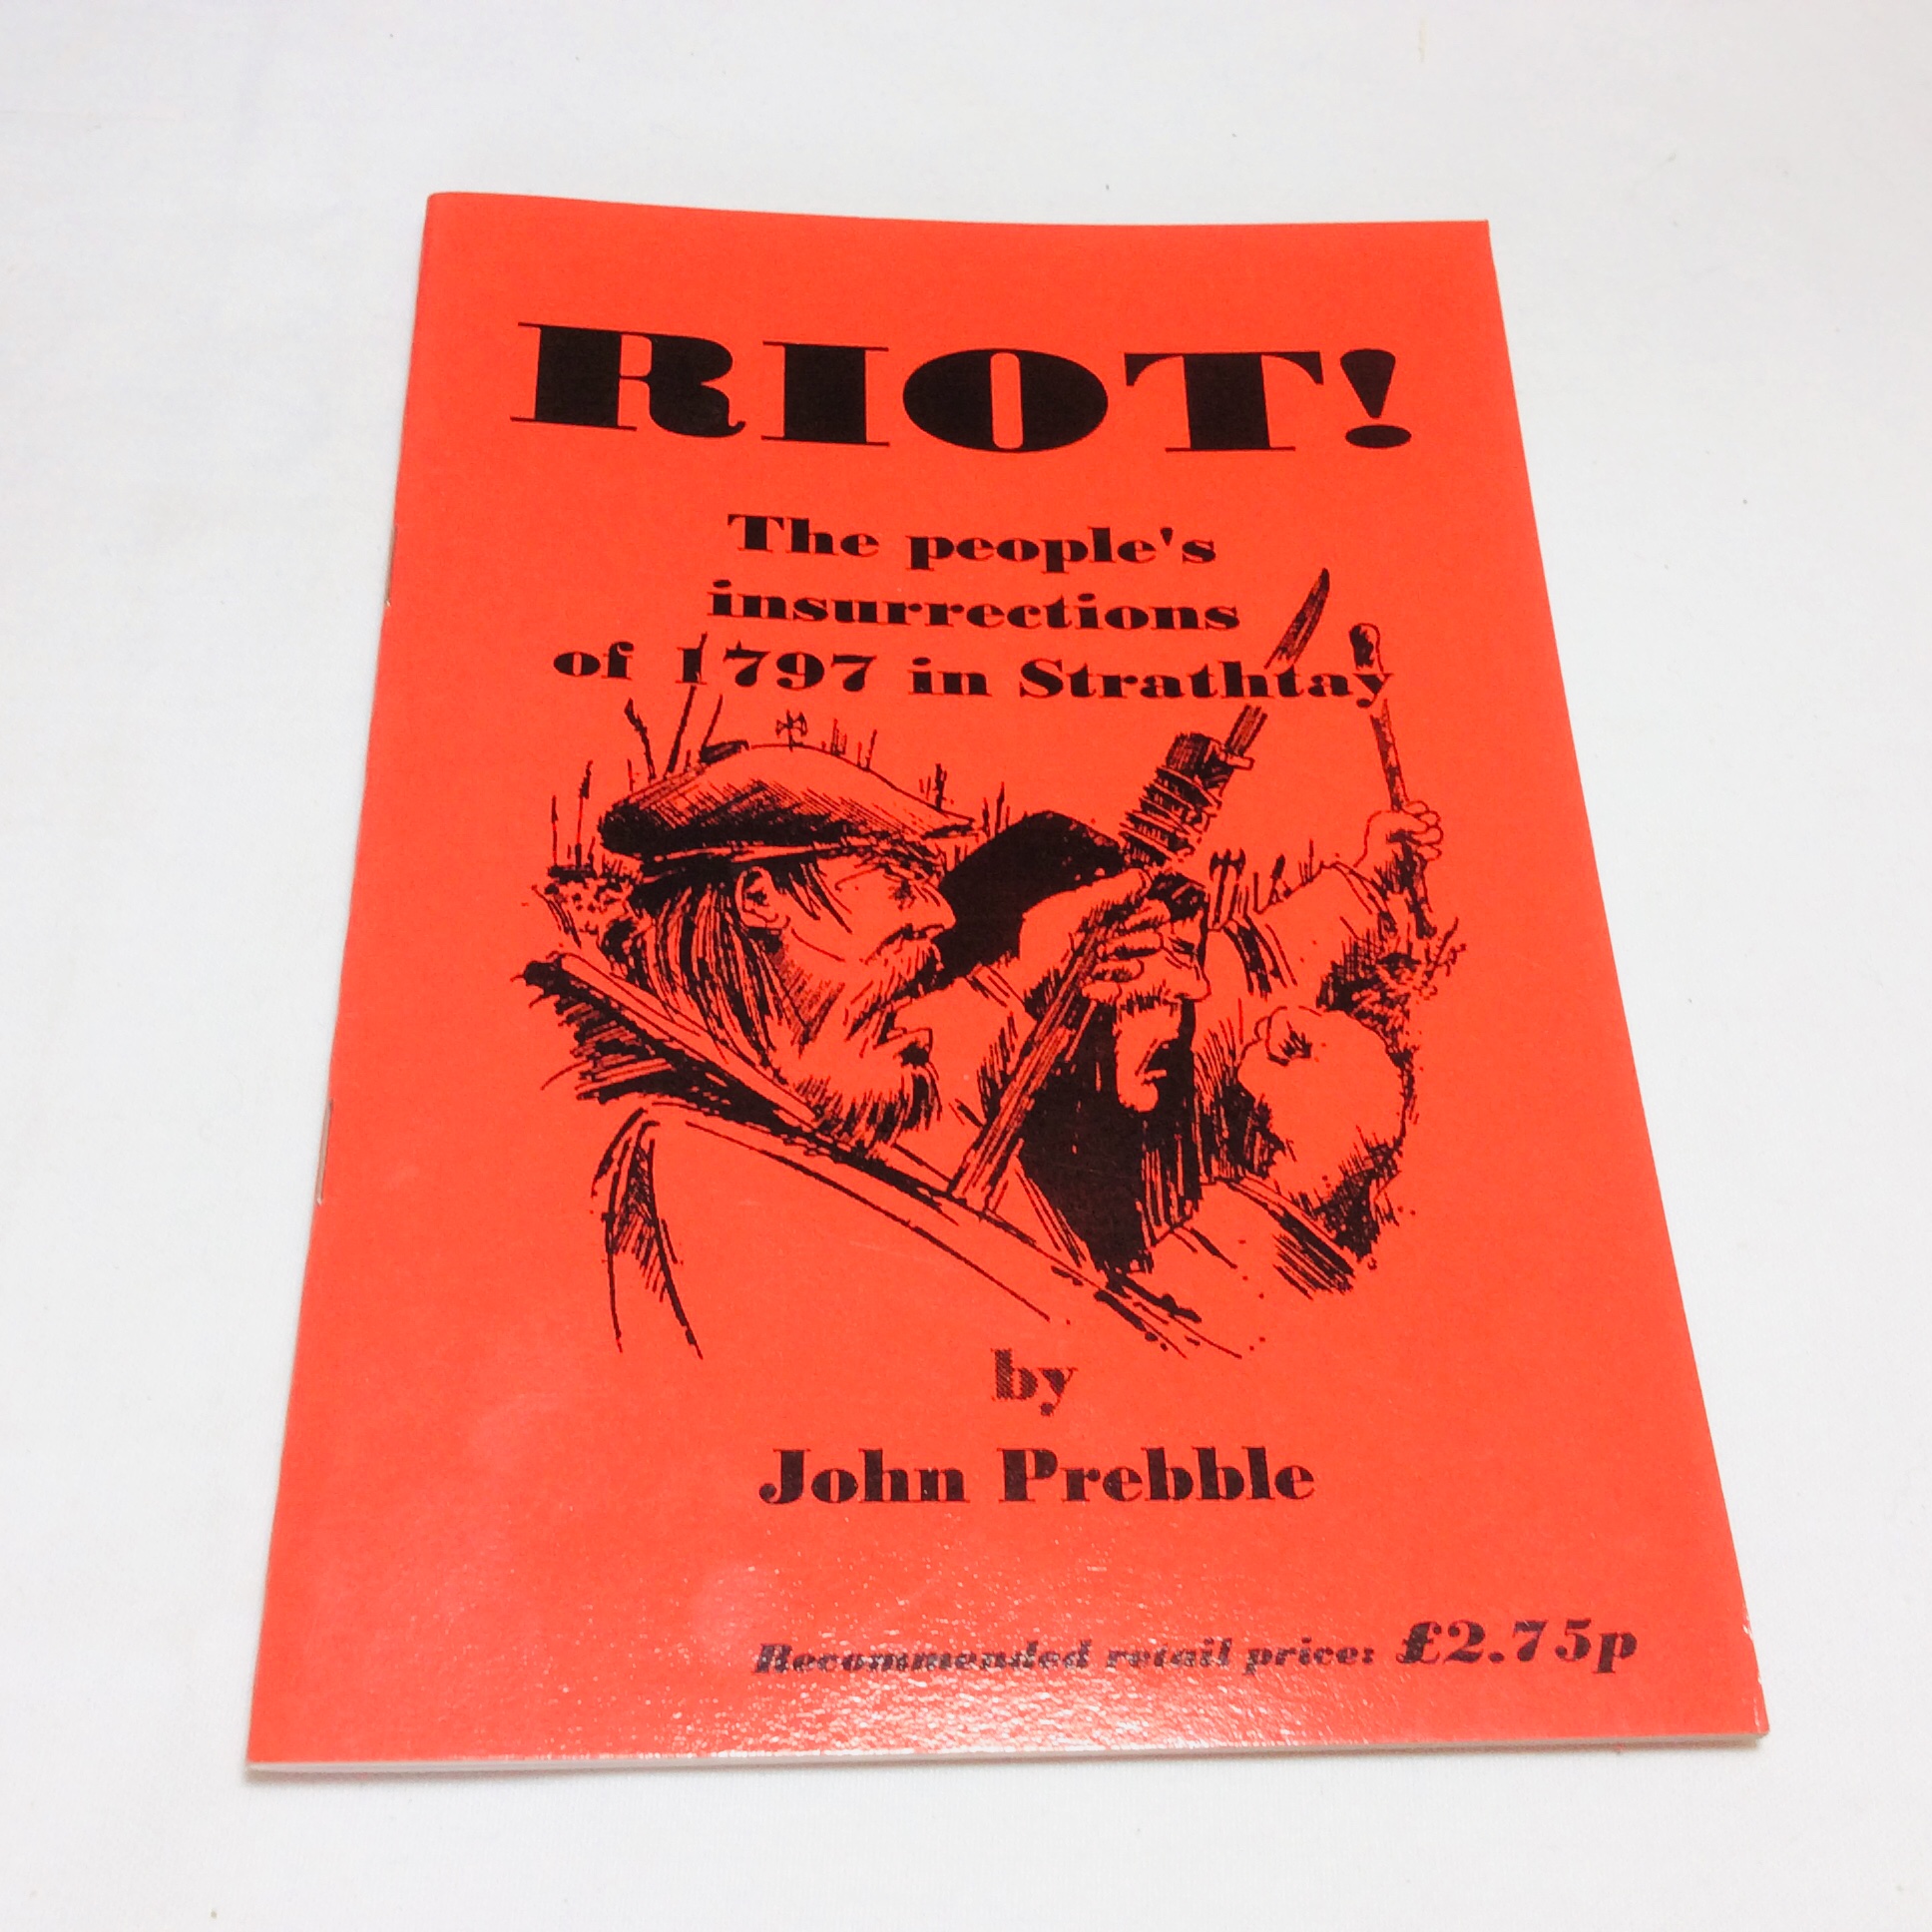 RIOT!
The people's
insurrections
of 1797 in Strathtay
by
John Prebble
Recommended retail price: £2.75p